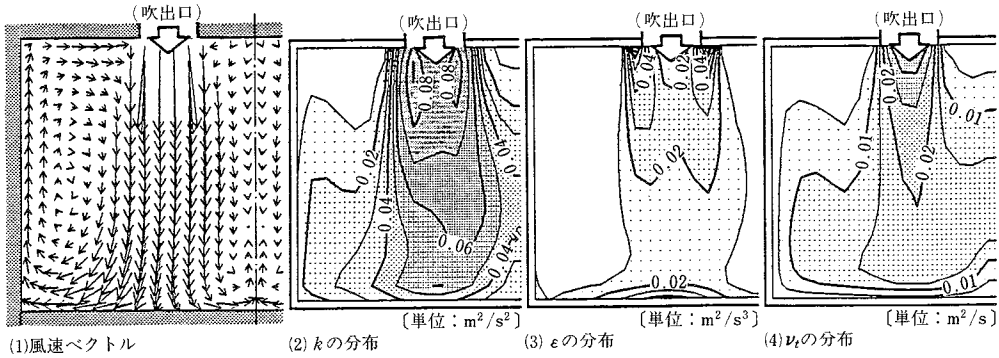 (吹出口)
(1)風速ベクトル
(吹出口)
0.08
0.08
0.02
0.04
0.04
0.06
0.04
〔単位:m²/s²〕
(2) kの分布
(吹出口)
0.04
0.02
0.04
0.02
0.02
〔単位:m²/s³〕
(3) εの分布
(吹出口)
0.02
0.01
0.01
0.02
0.01
〔単位:m²/s〕
(4) νtの分布